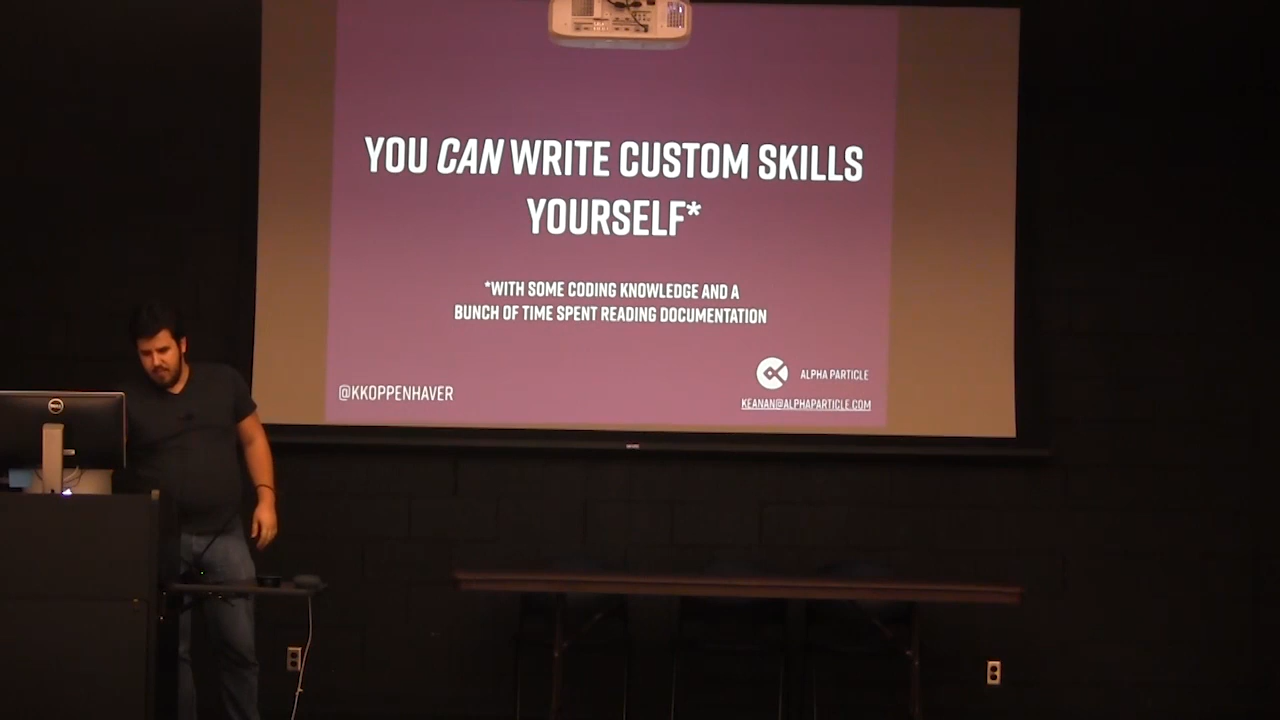 YOU CAN WRITE CUSTOM SKILLS
YOURSELF*
*WITH SOME CODING KNOWLEDGE AND A
BUNCH OF TIME SPENT READING DOCUMENTATION
ALPHA PARTICLE
@KKOPPENHAVER
KEANAN@ALPHAPARTICLE.COM
DELL